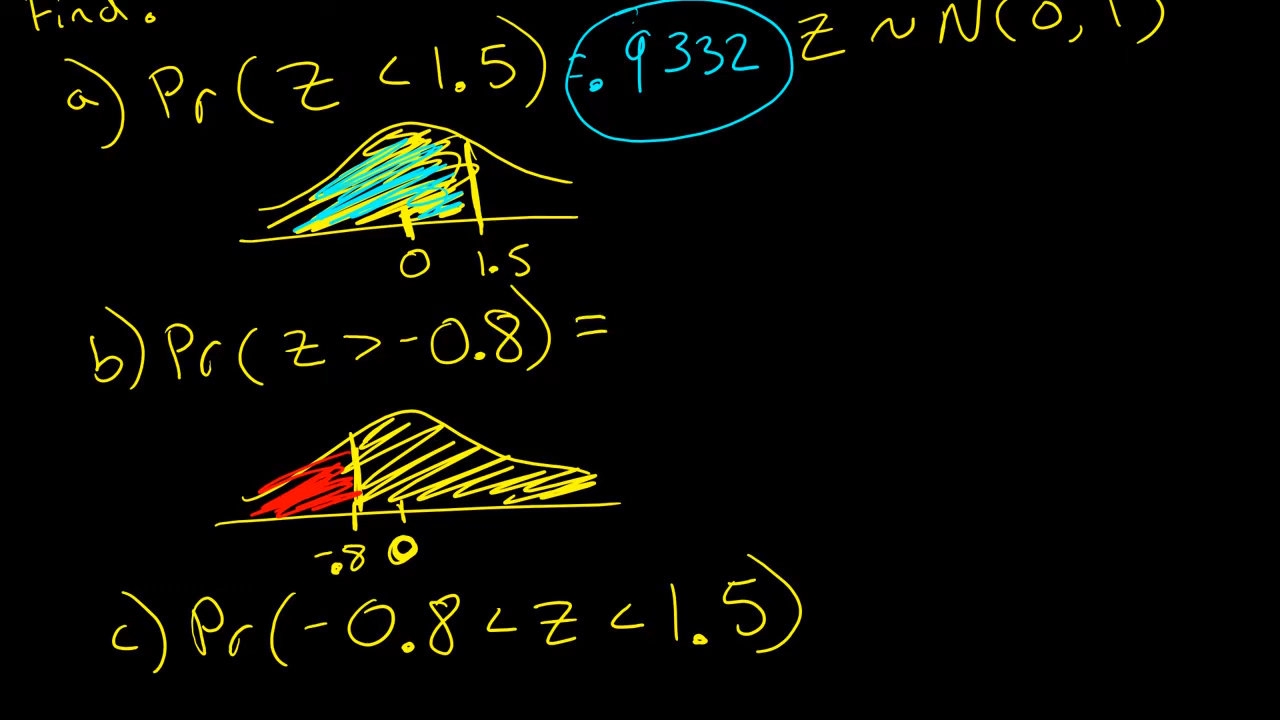 Find.
a) Pr(Z < 1.5) = .9332 Z ~ N(0, 1)
0 1.5
b) Pr(Z > -0.8) =
-.8 0
c) Pr(-0.8 < Z < 1.5)